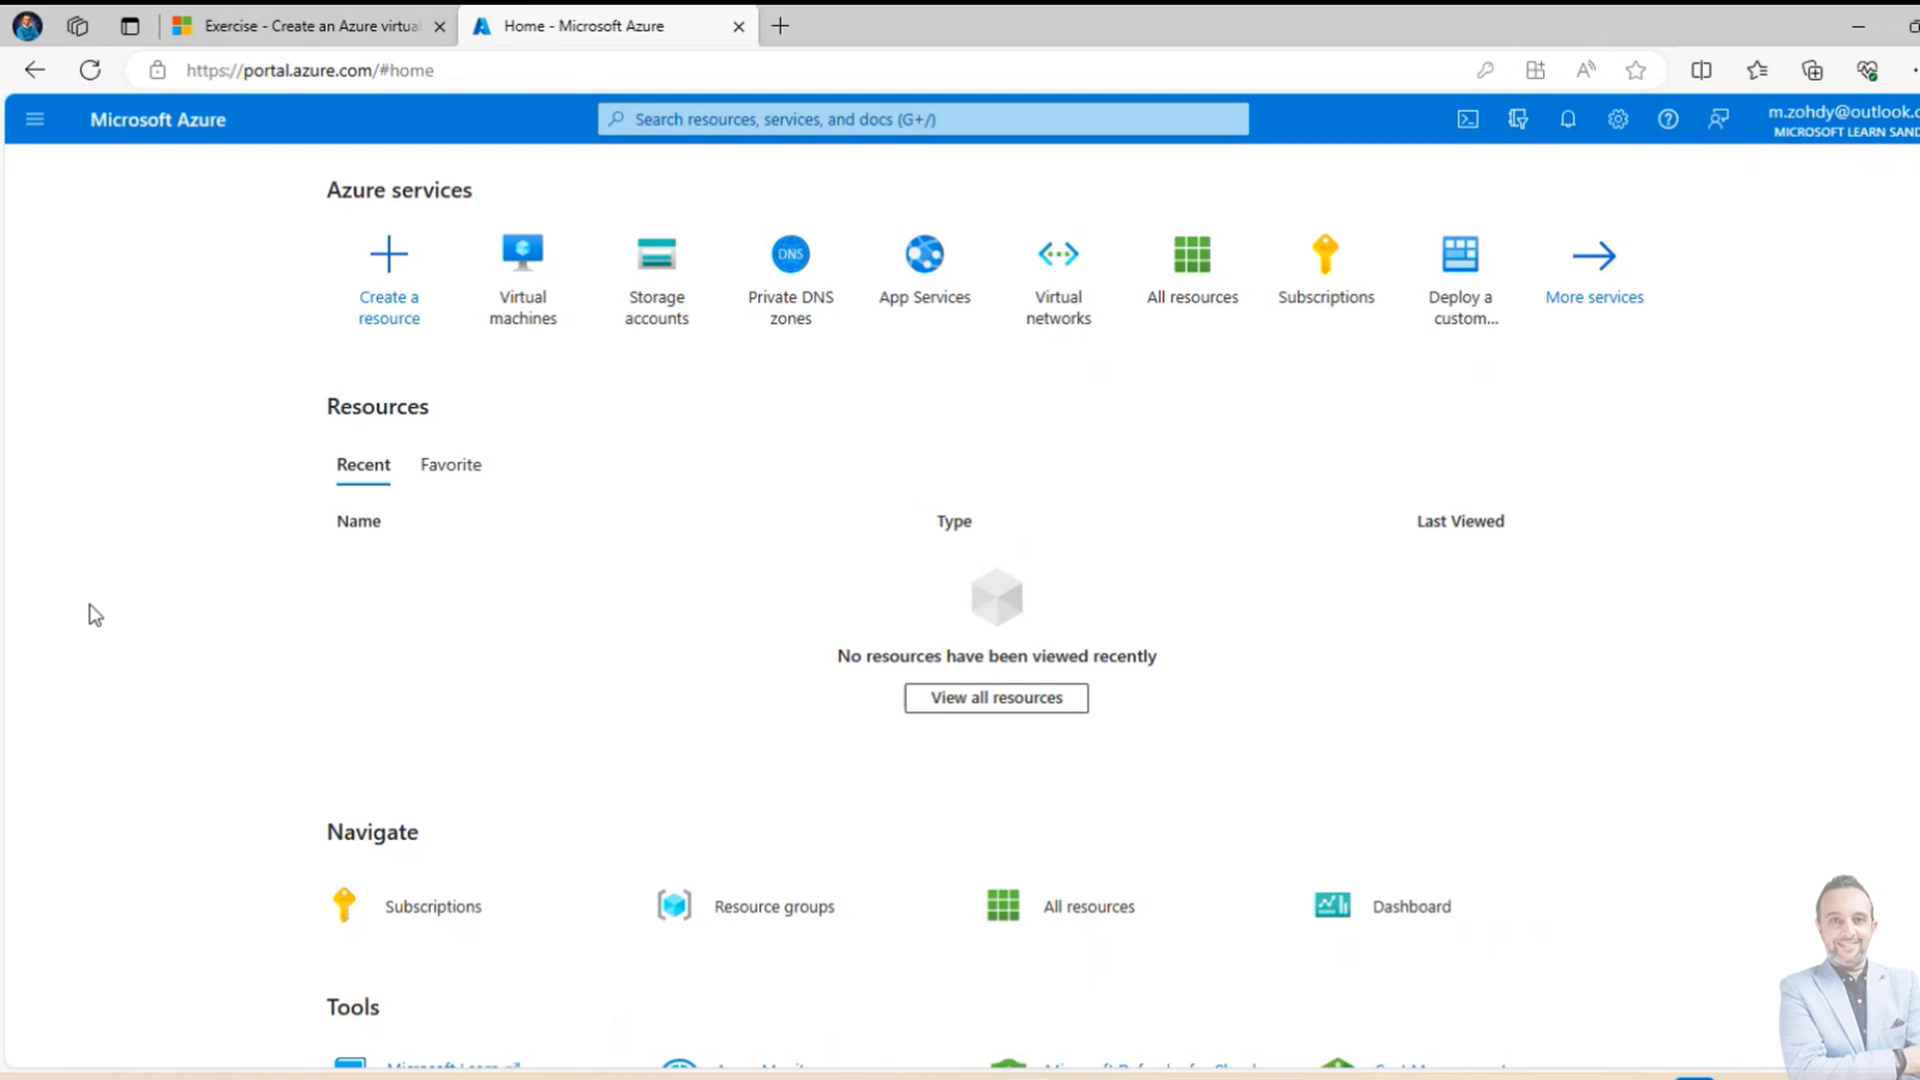 Exercise - Create an Azure virtual
Home - Microsoft Azure
https://portal.azure.com/#home
Microsoft Azure
Search resources, services, and docs (G+/)
m.zohdy@outlook.c
MICROSOFT LEARN SAND
Azure services
Create a
resource
Virtual
machines
Storage
accounts
DNS
Private DNS
zones
App Services
Virtual
networks
All resources
Subscriptions
Deploy a
custom...
More services
Resources
Recent
Favorite
Name
Type
Last Viewed
No resources have been viewed recently
View all resources
Navigate
Subscriptions
Resource groups
All resources
Dashboard
Tools